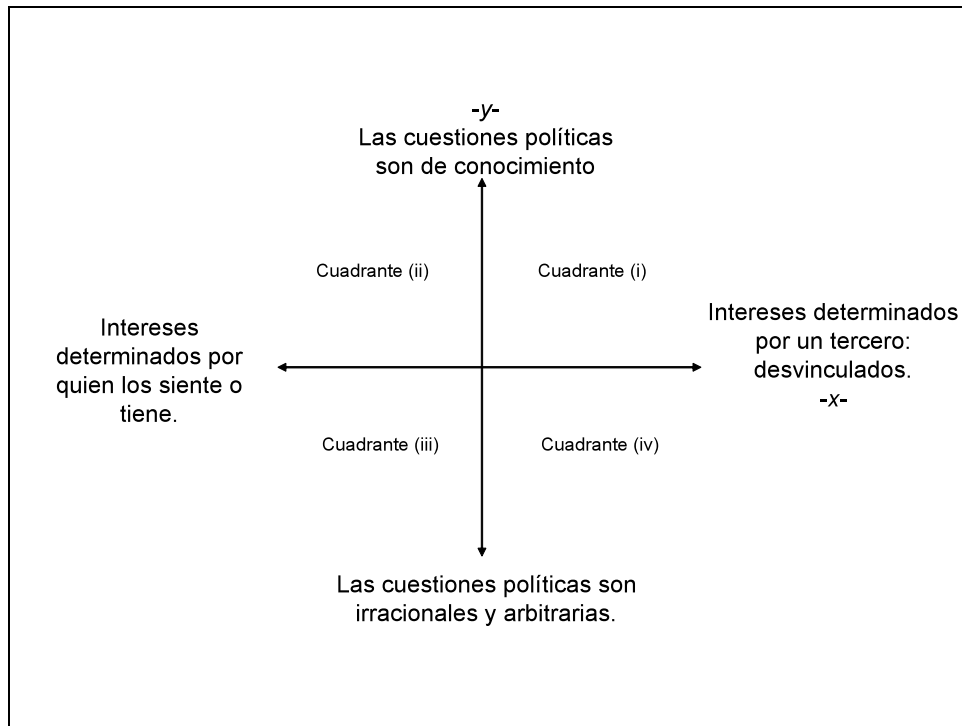 -y-
Las cuestiones políticas
son de conocimiento
Cuadrante (ii)
Cuadrante (i)
Intereses
determinados por
quien los siente o
tiene.
Intereses determinados
por un tercero:
desvinculados.
-x-
Cuadrante (iii)
Cuadrante (iv)
Las cuestiones políticas son
irracionales y arbitrarias.